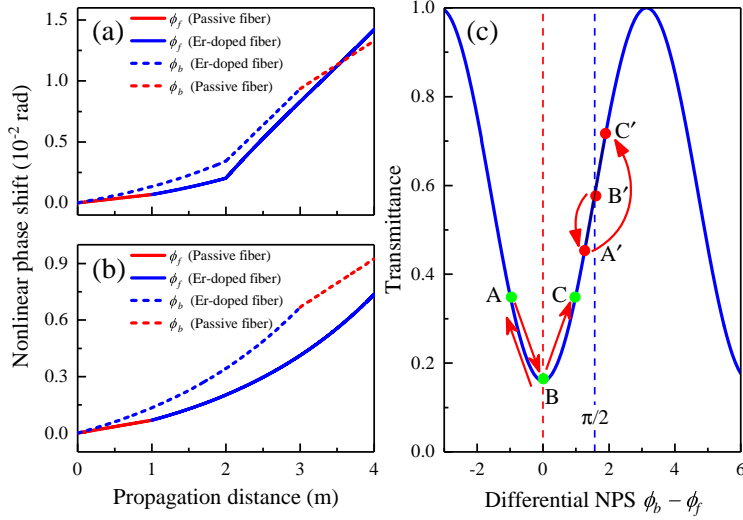 (a)
ϕf (Passive fiber)
ϕf (Er-doped fiber)
ϕb (Er-doped fiber)
ϕb (Passive fiber)
1.5
1.0
0.5
0.0
(b)
ϕf (Passive fiber)
ϕf (Er-doped fiber)
ϕb (Er-doped fiber)
ϕb (Passive fiber)
0.9
0.6
0.3
0.0
0 1 2 3 4
Propagation distance (m)
Nonlinear phase shift (10⁻² rad)
(c)
1.0
0.8
0.6
0.4
0.2
0.0
Transmittance
C′
B′
A′
A
C
B
π/2
-2 0 2 4 6
Differential NPS ϕb − ϕf